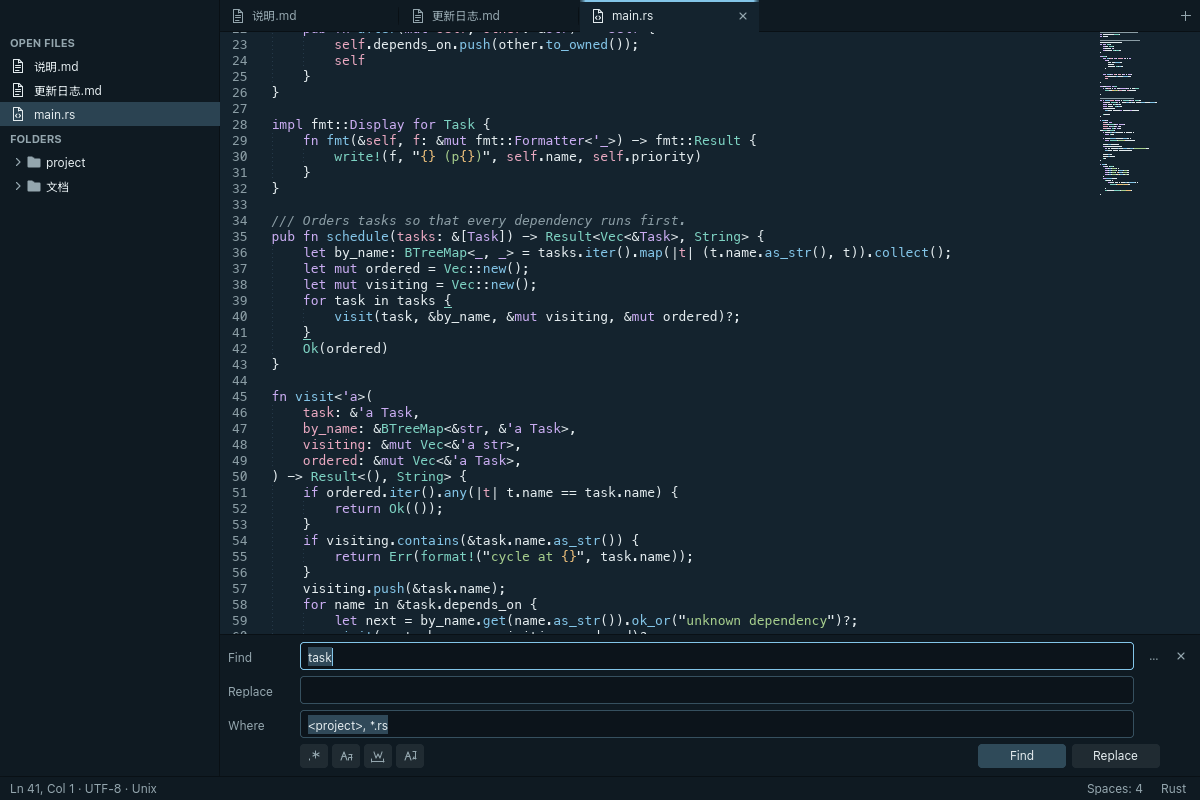 说明.md
更新日志.md
main.rs
OPEN FILES
说明.md
更新日志.md
main.rs
FOLDERS
project
文档
23 self.depends_on.push(other.to_owned());
24 self
25 }
26 }
27
28 impl fmt::Display for Task {
29 fn fmt(&self, f: &mut fmt::Formatter<'_>) -> fmt::Result {
30 write!(f, "{} (p{})", self.name, self.priority)
31 }
32 }
33
34 /// Orders tasks so that every dependency runs first.
35 pub fn schedule(tasks: &[Task]) -> Result<Vec<&Task>, String> {
36 let by_name: BTreeMap<_, _> = tasks.iter().map(|t| (t.name.as_str(), t)).collect();
37 let mut ordered = Vec::new();
38 let mut visiting = Vec::new();
39 for task in tasks {
40 visit(task, &by_name, &mut visiting, &mut ordered)?;
41 }
42 Ok(ordered)
43 }
44
45 fn visit<'a>(
46 task: &'a Task,
47 by_name: &BTreeMap<&str, &'a Task>,
48 visiting: &mut Vec<&'a str>,
49 ordered: &mut Vec<&'a Task>,
50 ) -> Result<(), String> {
51 if ordered.iter().any(|t| t.name == task.name) {
52 return Ok(());
53 }
54 if visiting.contains(&task.name.as_str()) {
55 return Err(format!("cycle at {}", task.name));
56 }
57 visiting.push(&task.name);
58 for name in &task.depends_on {
59 let next = by_name.get(name.as_str()).ok_or("unknown dependency")?;
Find task ...
Replace
Where <project>, *.rs
Find Replace
Ln 41, Col 1 · UTF-8 · Unix Spaces: 4 Rust